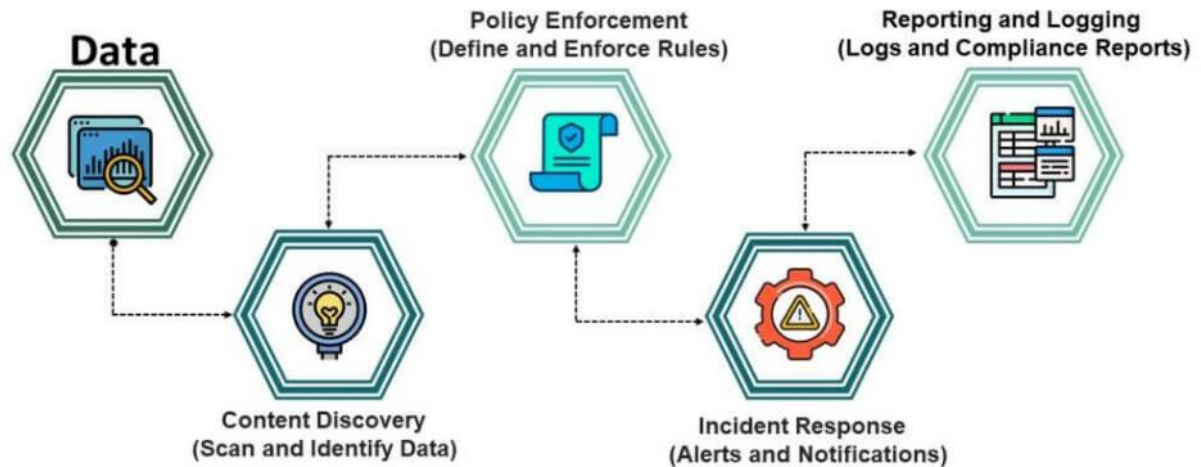 Data
Content Discovery
(Scan and Identify Data)
Policy Enforcement
(Define and Enforce Rules)
Incident Response
(Alerts and Notifications)
Reporting and Logging
(Logs and Compliance Reports)